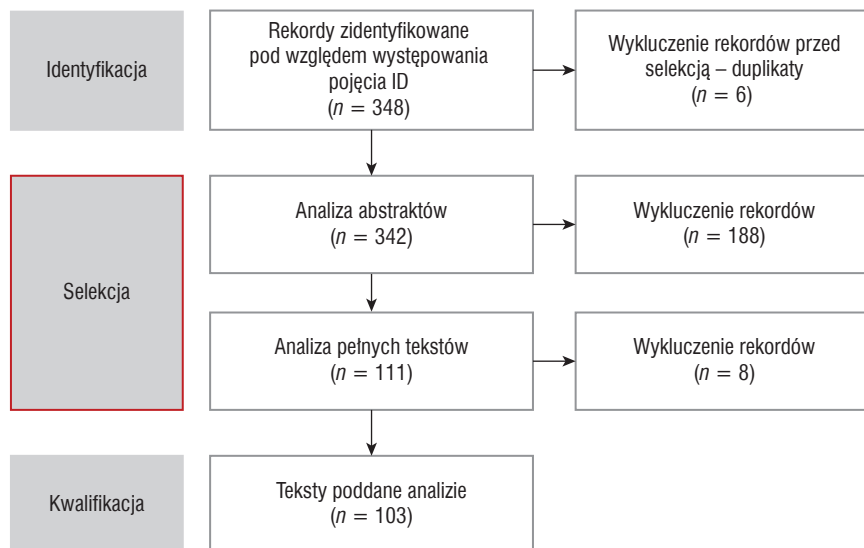 Identyfikacja
Rekordy zidentyfikowane
pod względem występowania
pojęcia ID
(n = 348)
Wykluczenie rekordów przed
selekcją – duplikaty
(n = 6)
Selekcja
Analiza abstraktów
(n = 342)
Wykluczenie rekordów
(n = 188)
Analiza pełnych tekstów
(n = 111)
Wykluczenie rekordów
(n = 8)
Kwalifikacja
Teksty poddane analizie
(n = 103)